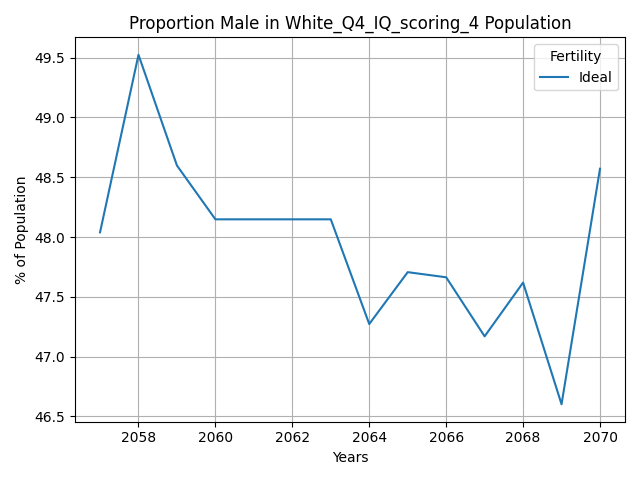 Proportion Male in White_Q4_IQ_scoring_4 Population
Fertility
Ideal
49.5
49.0
48.5
48.0
47.5
47.0
46.5
% of Population
2058 2060 2062 2064 2066 2068 2070
Years